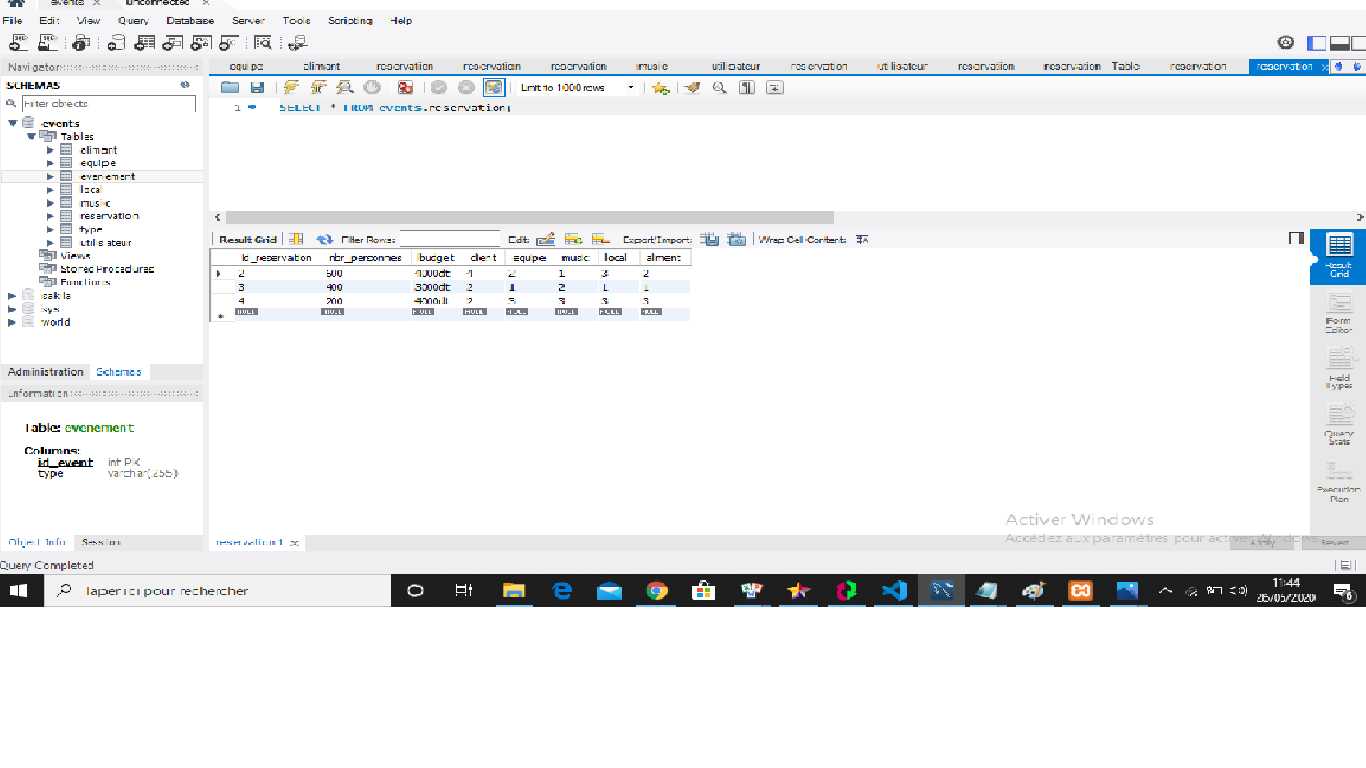 events
unconnected
File Edit View Query Database Server Tools Scripting Help
Navigator
SCHEMAS
Filter objects
events
Tables
alimant
equipe
evenement
local
music
reservation
type
utilisateur
Views
Stored Procedures
Functions
sakila
sys
world
Administration Schemas
Information
Table: evenement
Columns:
id_event int PK
type varchar(255)
Object Info Session
equipe alimant reservation reservation reservation music utilisateur reservation utilisateur reservation reservation Table reservation reservation
Limit to 1000 rows
1 SELECT * FROM events.reservation;
Result Grid Filter Rows: Edit: Export/Import: Wrap Cell Content:
id_reservation nbr_personnes budget client equipe music local alment
2 600 4000dt 4 2 1 3 2
3 400 3000dt 2 1 2 1 1
4 200 4000dt 2 3 3 3 3
NULL NULL NULL NULL NULL NULL NULL NULL
Result Grid
Form Editor
Field Types
Query Stats
Execution Plan
Activer Windows
Accédez aux paramètres pour activer Windows.
reservation 1
Apply Revert
Query Completed
Taper ici pour rechercher
11:44
26/05/2020
6